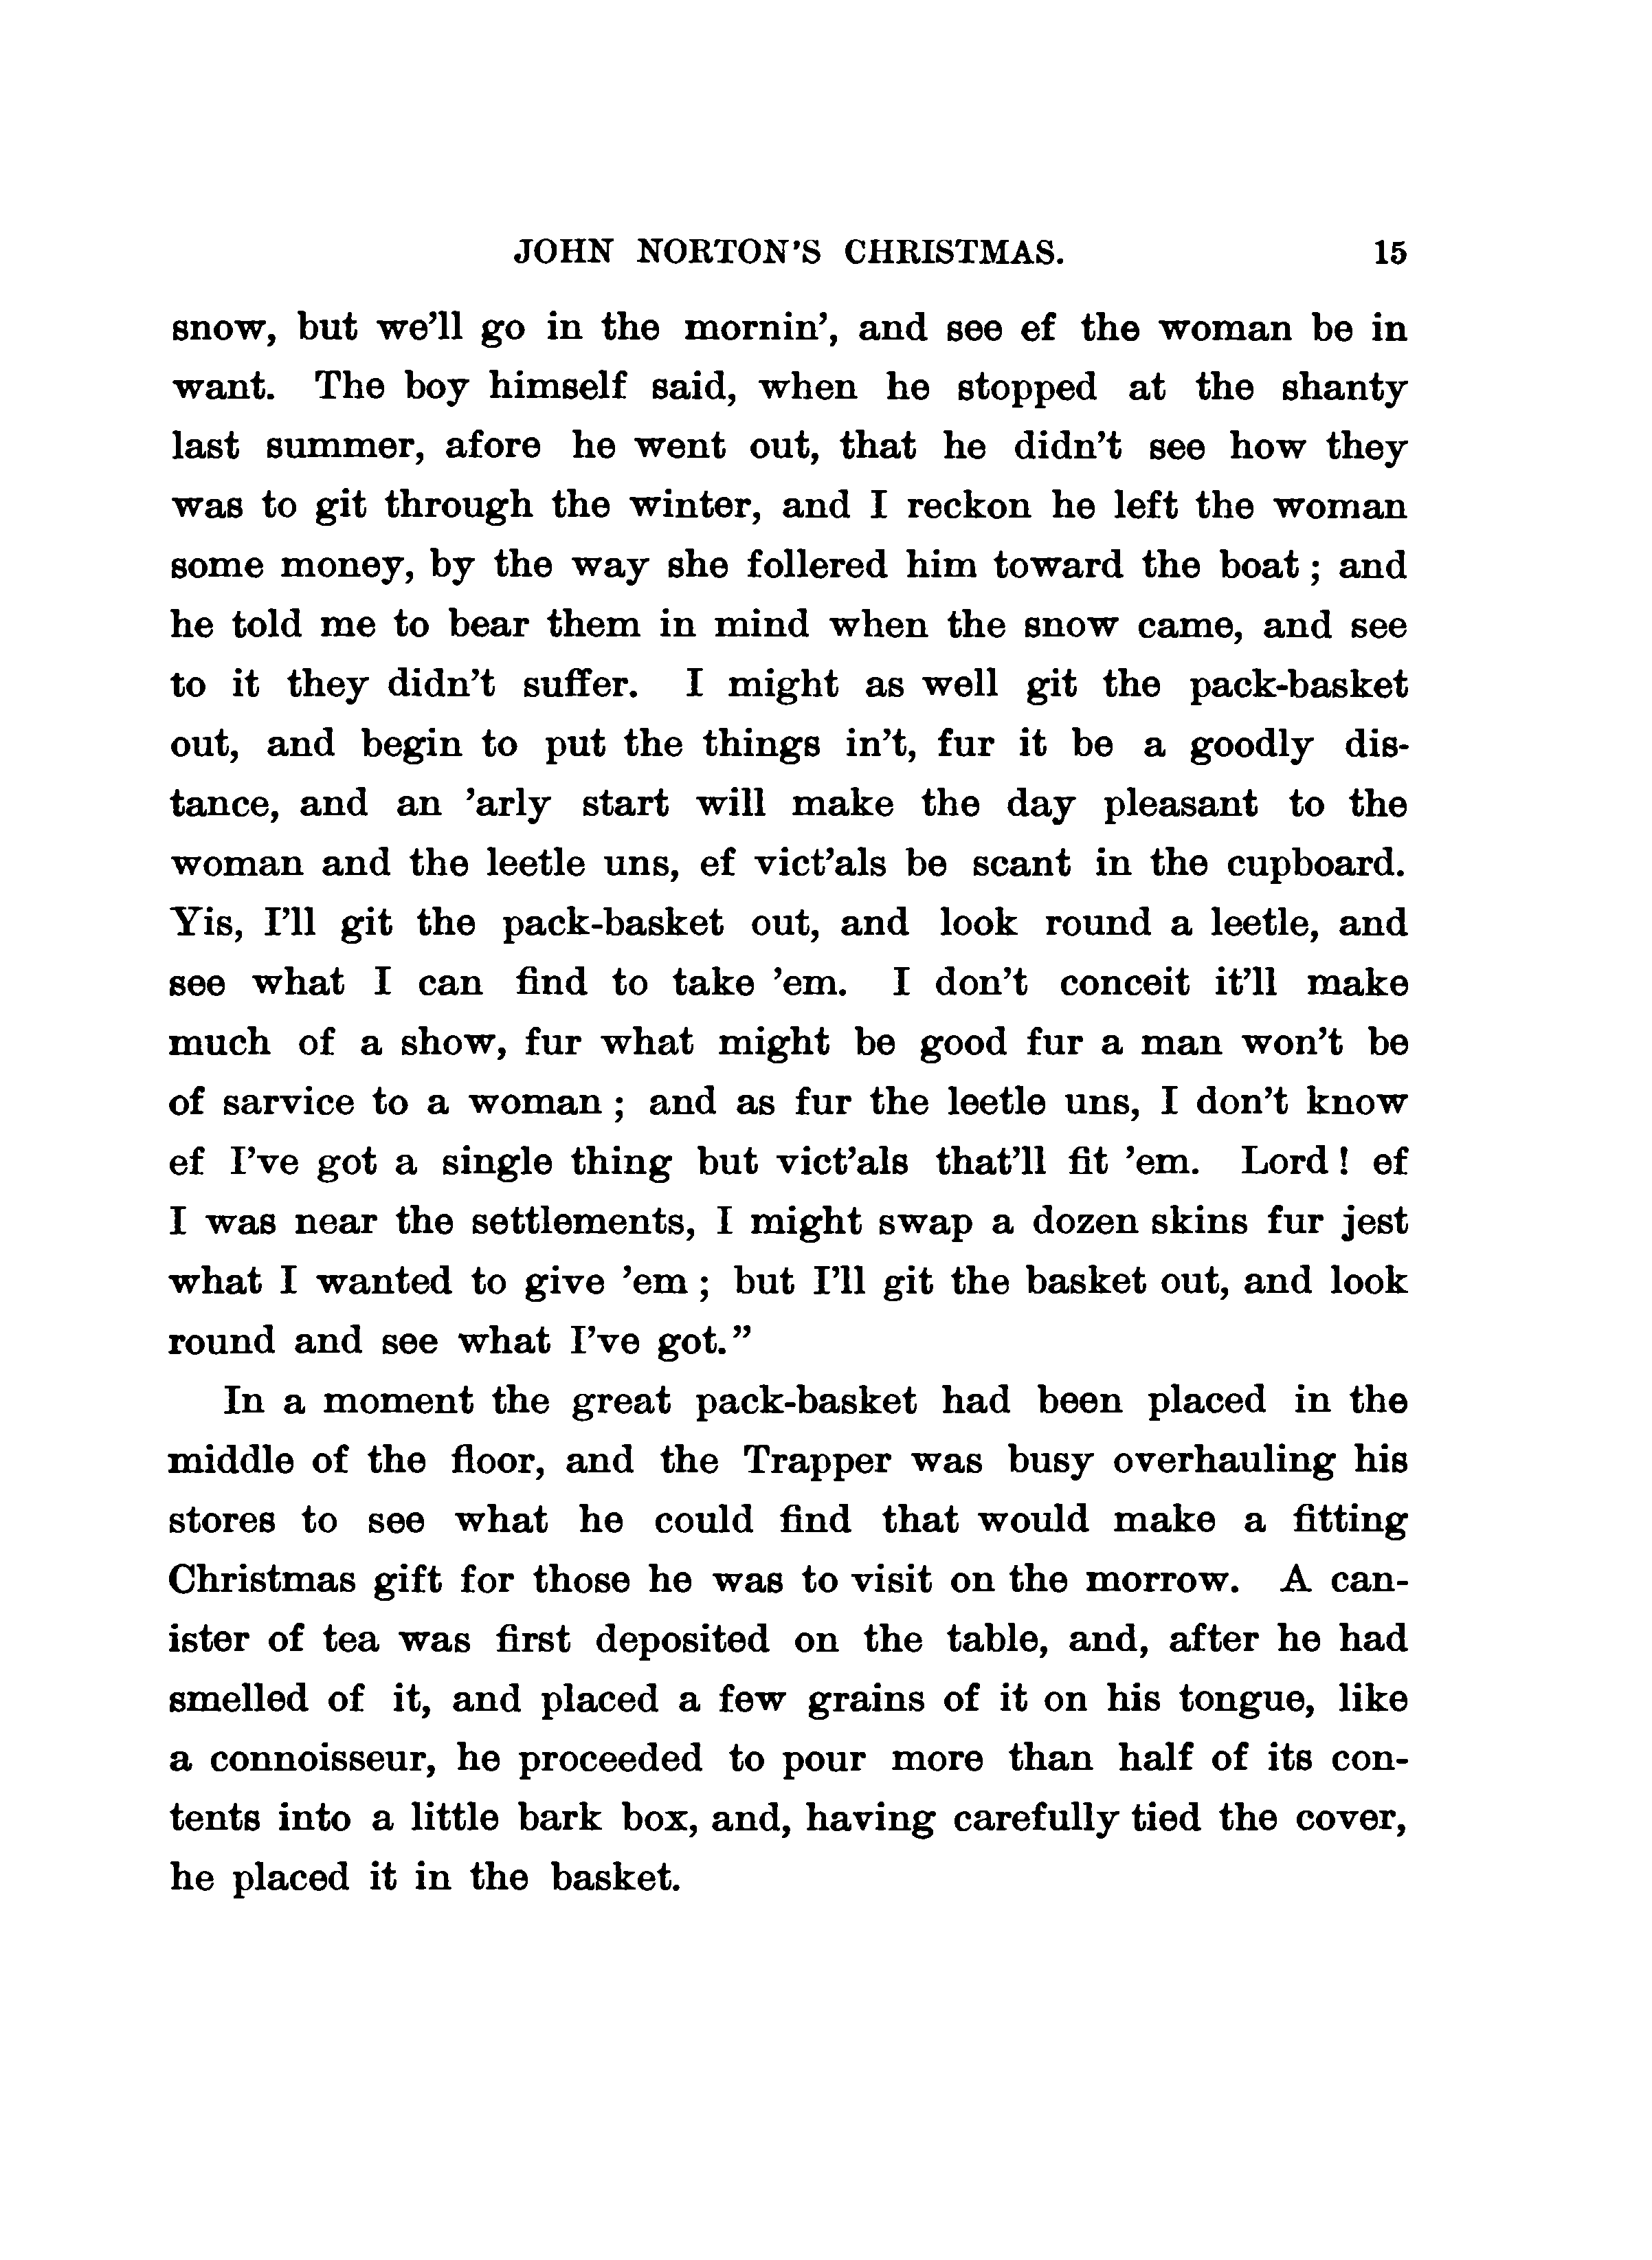 JOHN NORTON'S CHRISTMAS. 15
snow, but we'll go in the mornin', and see ef the woman be in
want. The boy himself said, when he stopped at the shanty
last summer, afore he went out, that he didn't see how they
was to git through the winter, and I reckon he left the woman
some money, by the way she follered him toward the boat; and
he told me to bear them in mind when the snow came, and see
to it they didn't suffer. I might as well git the pack-basket
out, and begin to put the things in't, fur it be a goodly dis-
tance, and an 'arly start will make the day pleasant to the
woman and the leetle uns, ef vict'als be scant in the cupboard.
Yis, I'll git the pack-basket out, and look round a leetle, and
see what I can find to take 'em. I don't conceit it'll make
much of a show, fur what might be good fur a man won't be
of sarvice to a woman; and as fur the leetle uns, I don't know
ef I've got a single thing but vict'als that'll fit 'em. Lord! ef
I was near the settlements, I might swap a dozen skins fur jest
what I wanted to give 'em; but I'll git the basket out, and look
round and see what I've got."
In a moment the great pack-basket had been placed in the
middle of the floor, and the Trapper was busy overhauling his
stores to see what he could find that would make a fitting
Christmas gift for those he was to visit on the morrow. A can-
ister of tea was first deposited on the table, and, after he had
smelled of it, and placed a few grains of it on his tongue, like
a connoisseur, he proceeded to pour more than half of its con-
tents into a little bark box, and, having carefully tied the cover,
he placed it in the basket.